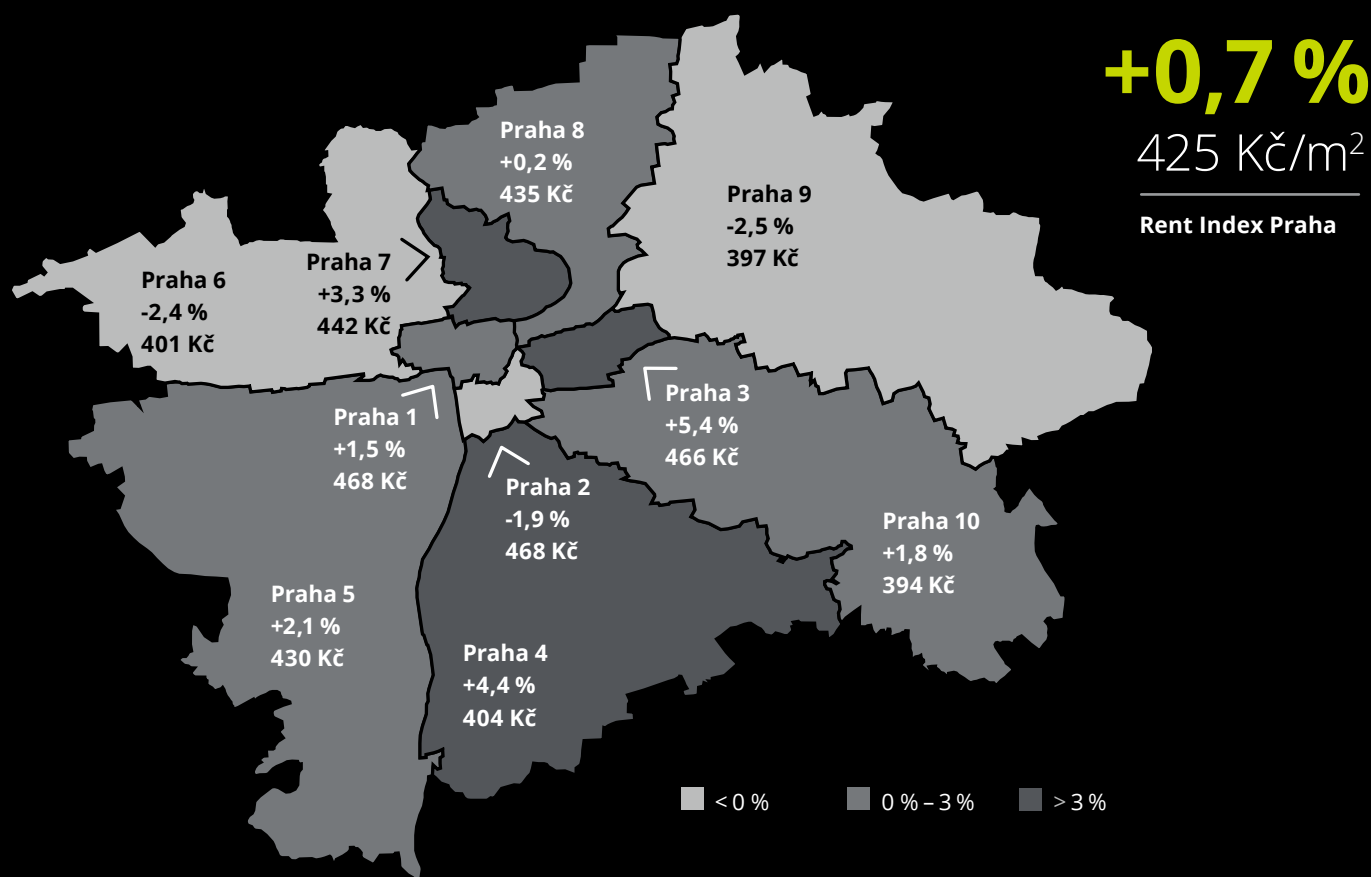 +0,7 %
425 Kč/m²
Rent Index Praha
Praha 8
+0,2 %
435 Kč
Praha 9
-2,5 %
397 Kč
Praha 7
+3,3 %
442 Kč
Praha 6
-2,4 %
401 Kč
Praha 3
+5,4 %
466 Kč
Praha 1
+1,5 %
468 Kč
Praha 2
-1,9 %
468 Kč
Praha 10
+1,8 %
394 Kč
Praha 5
+2,1 %
430 Kč
Praha 4
+4,4 %
404 Kč
< 0 %
0 % – 3 %
> 3 %